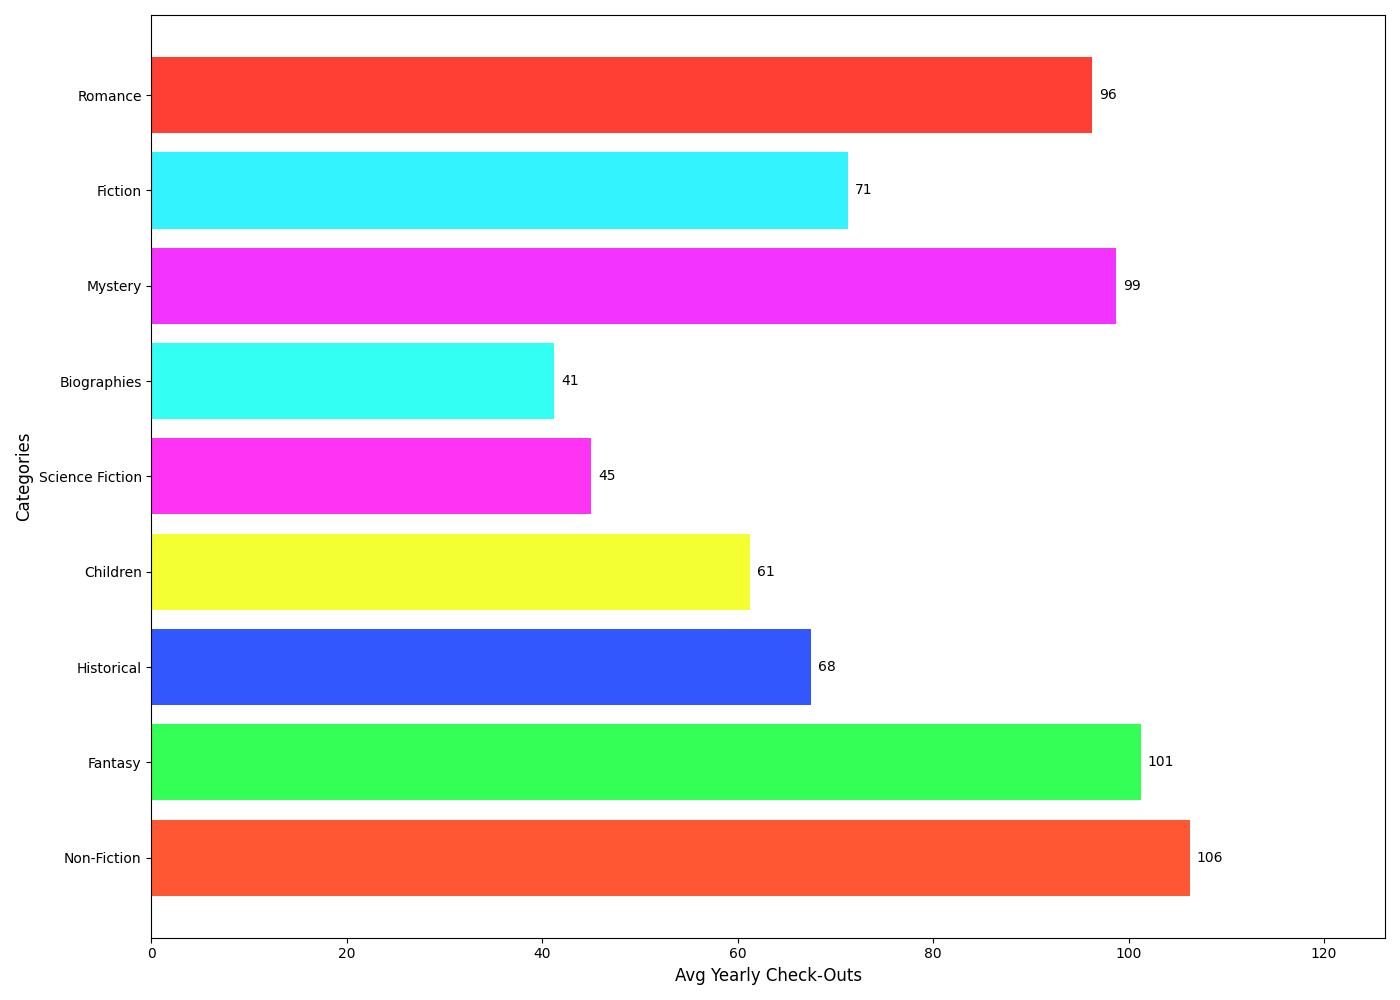 Romance
96
Fiction
71
Mystery
99
Biographies
41
Science Fiction
45
Children
61
Historical
68
Fantasy
101
Non-Fiction
106
Categories
0 20 40 60 80 100 120
Avg Yearly Check-Outs